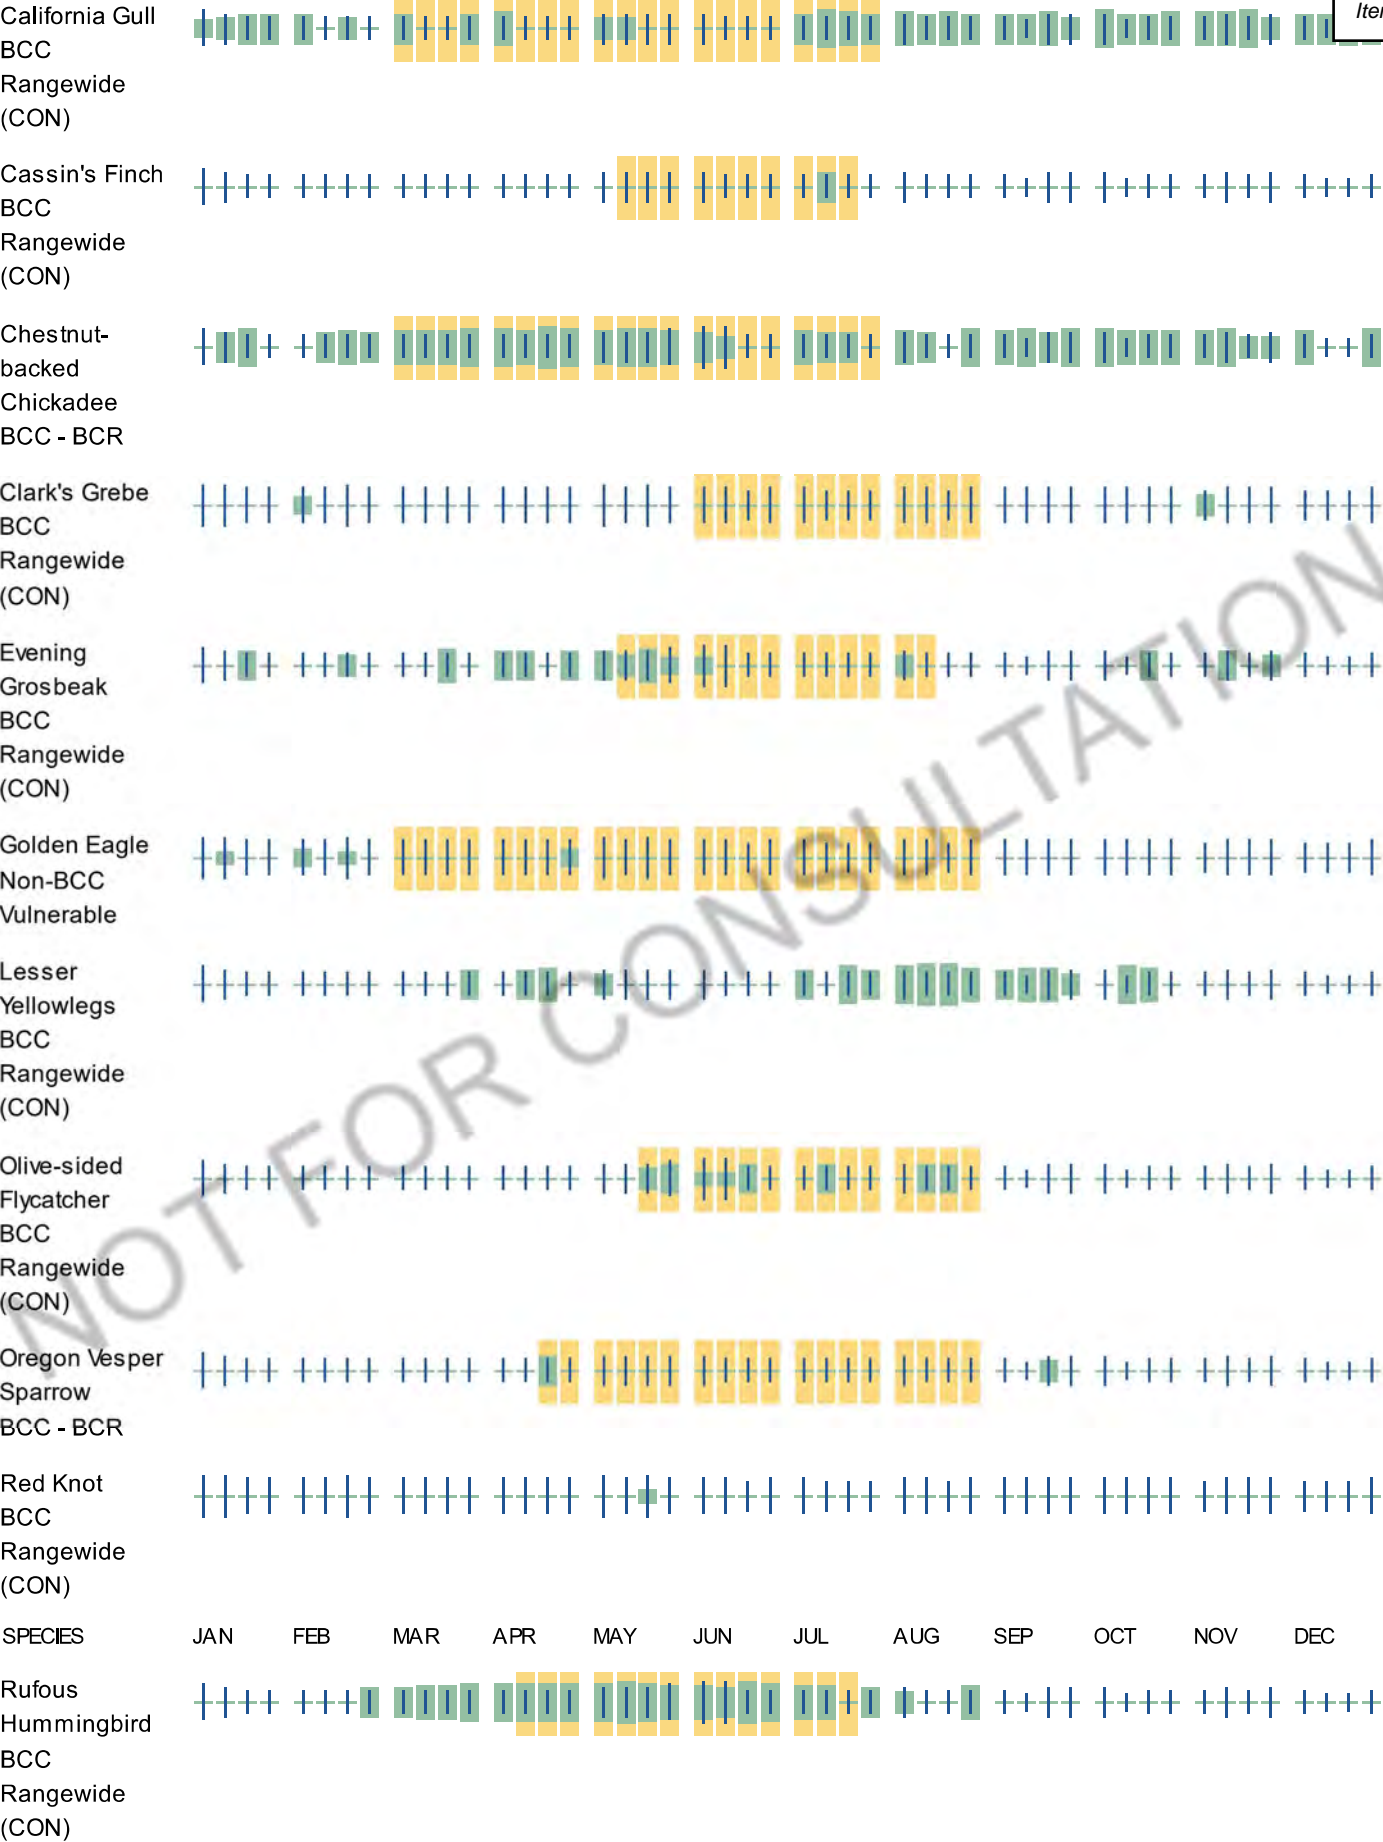 California Gull
BCC
Rangewide
(CON)
Cassin's Finch
BCC
Rangewide
(CON)
Chestnut-
backed
Chickadee
BCC - BCR
Clark's Grebe
BCC
Rangewide
(CON)
Evening
Grosbeak
BCC
Rangewide
(CON)
Golden Eagle
Non-BCC
Vulnerable
Lesser
Yellowlegs
BCC
Rangewide
(CON)
Olive-sided
Flycatcher
BCC
Rangewide
(CON)
Oregon Vesper
Sparrow
BCC - BCR
Red Knot
BCC
Rangewide
(CON)
SPECIES JAN FEB MAR APR MAY JUN JUL AUG SEP OCT NOV DEC
Rufous
Hummingbird
BCC
Rangewide
(CON)
NOT FOR CONSULTATION